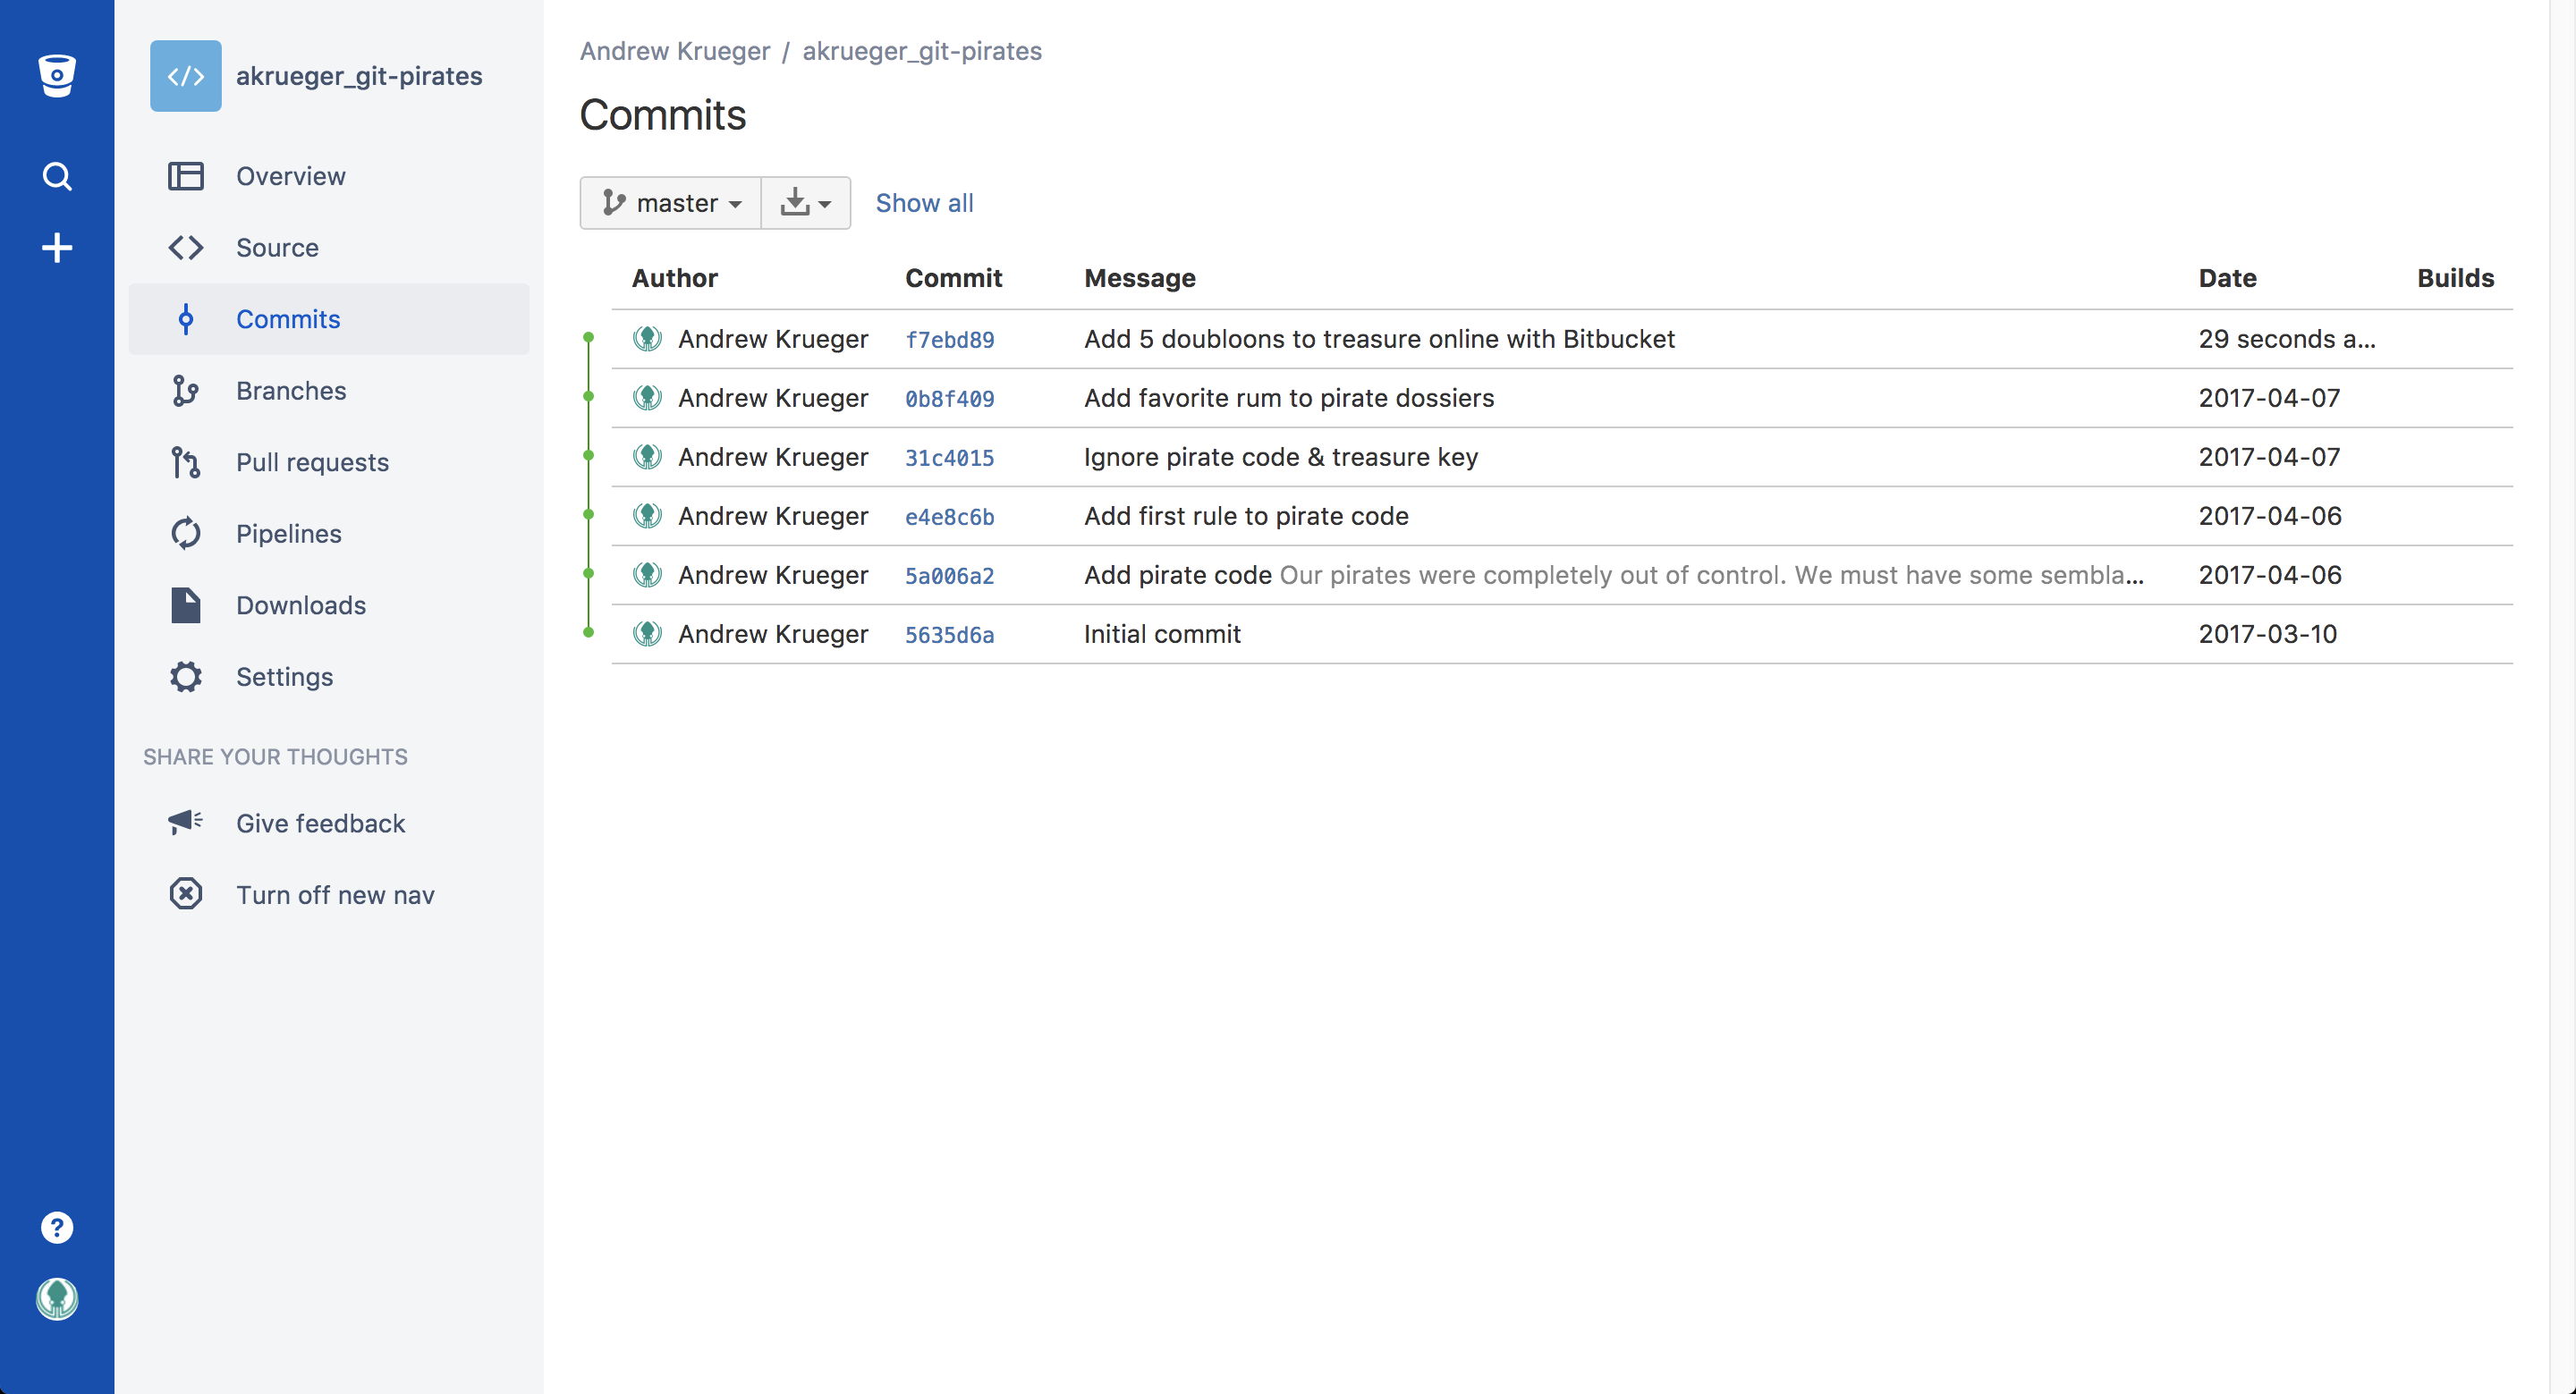 akrueger_git-pirates
Overview
Source
Commits
Branches
Pull requests
Pipelines
Downloads
Settings
SHARE YOUR THOUGHTS
Give feedback
Turn off new nav
Andrew Krueger / akrueger_git-pirates
Commits
master Show all
Author Commit Message Date Builds
Andrew Krueger f7ebd89 Add 5 doubloons to treasure online with Bitbucket 29 seconds a...
Andrew Krueger 0b8f409 Add favorite rum to pirate dossiers 2017-04-07
Andrew Krueger 31c4015 Ignore pirate code & treasure key 2017-04-07
Andrew Krueger e4e8c6b Add first rule to pirate code 2017-04-06
Andrew Krueger 5a006a2 Add pirate code Our pirates were completely out of control. We must have some sembla... 2017-04-06
Andrew Krueger 5635d6a Initial commit 2017-03-10